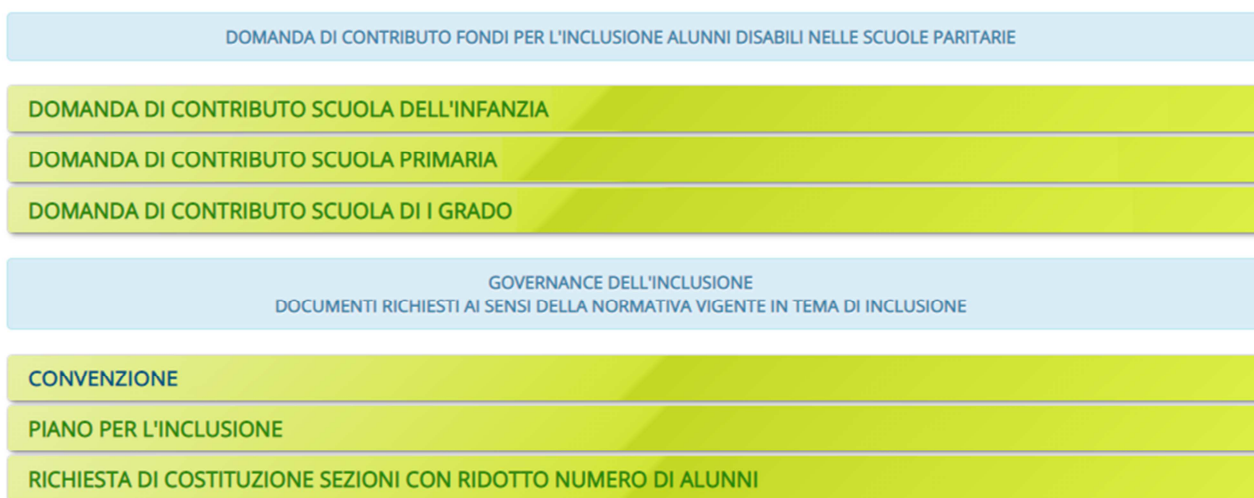 DOMANDA DI CONTRIBUTO FONDI PER L'INCLUSIONE ALUNNI DISABILI NELLE SCUOLE PARITARIE
DOMANDA DI CONTRIBUTO SCUOLA DELL'INFANZIA
DOMANDA DI CONTRIBUTO SCUOLA PRIMARIA
DOMANDA DI CONTRIBUTO SCUOLA DI I GRADO
GOVERNANCE DELL'INCLUSIONE
DOCUMENTI RICHIESTI AI SENSI DELLA NORMATIVA VIGENTE IN TEMA DI INCLUSIONE
CONVENZIONE
PIANO PER L'INCLUSIONE
RICHIESTA DI COSTITUZIONE SEZIONI CON RIDOTTO NUMERO DI ALUNNI